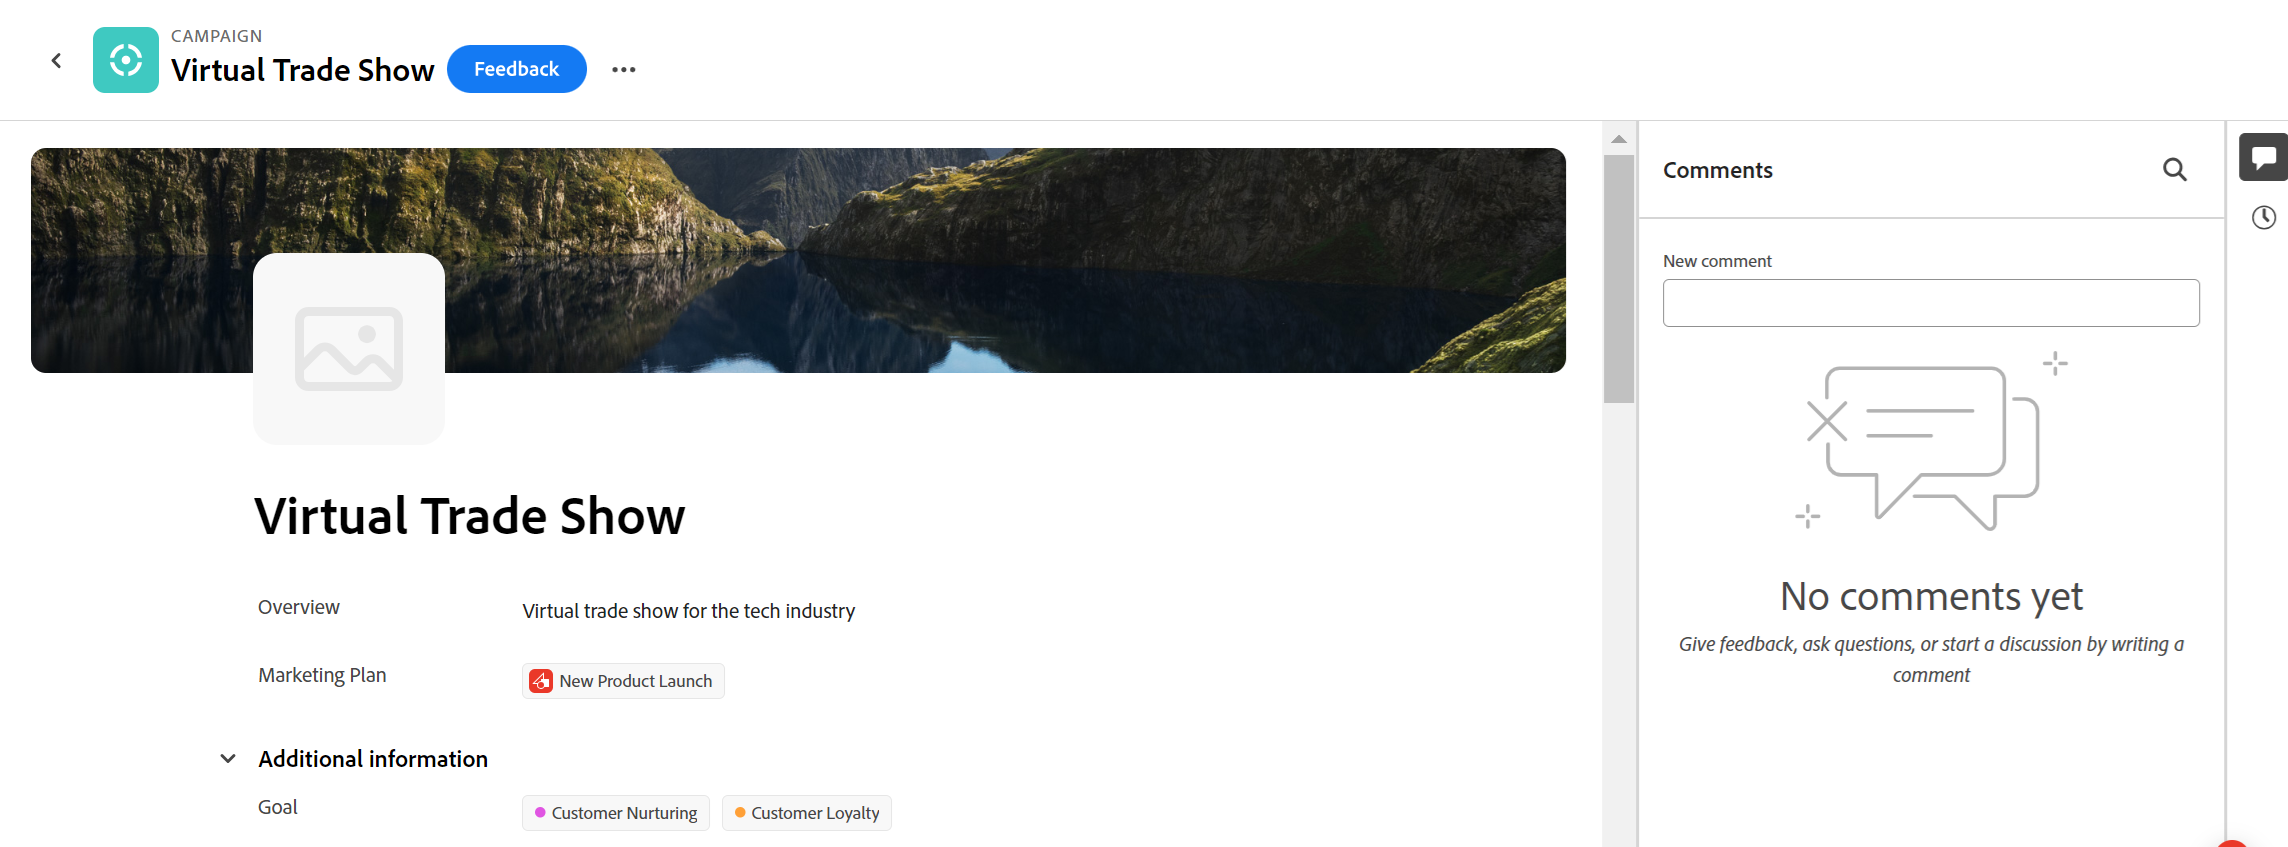 CAMPAIGN
Virtual Trade Show
Feedback
Comments
New comment
No comments yet
Give feedback, ask questions, or start a discussion by writing a
comment
Virtual Trade Show
Overview
Virtual trade show for the tech industry
Marketing Plan
New Product Launch
Additional information
Goal
Customer Nurturing
Customer Loyalty